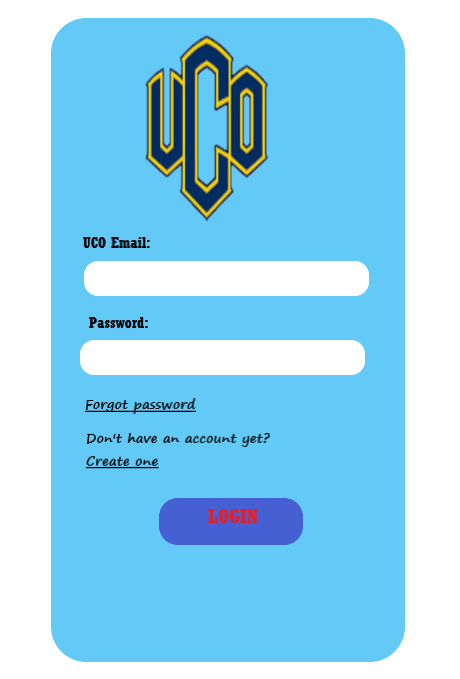 UCO
UCO Email:
Password:
Forgot password
Don't have an account yet?
Create one
LOGIN